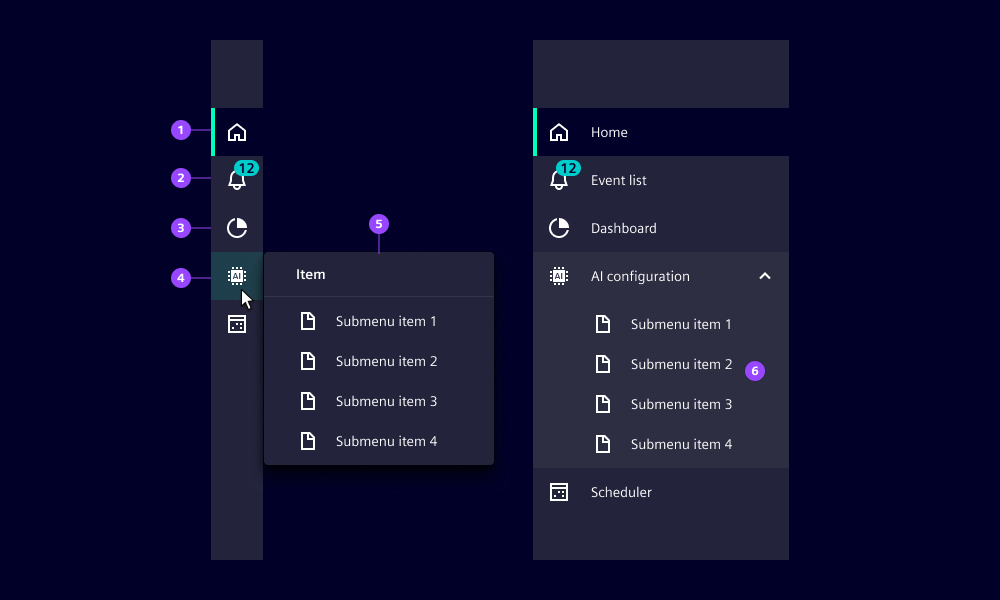 1
2
12
3
4
AI
5
Item
Submenu item 1
Submenu item 2
Submenu item 3
Submenu item 4
Home
12
Event list
Dashboard
AI
AI configuration
Submenu item 1
Submenu item 2
6
Submenu item 3
Submenu item 4
Scheduler